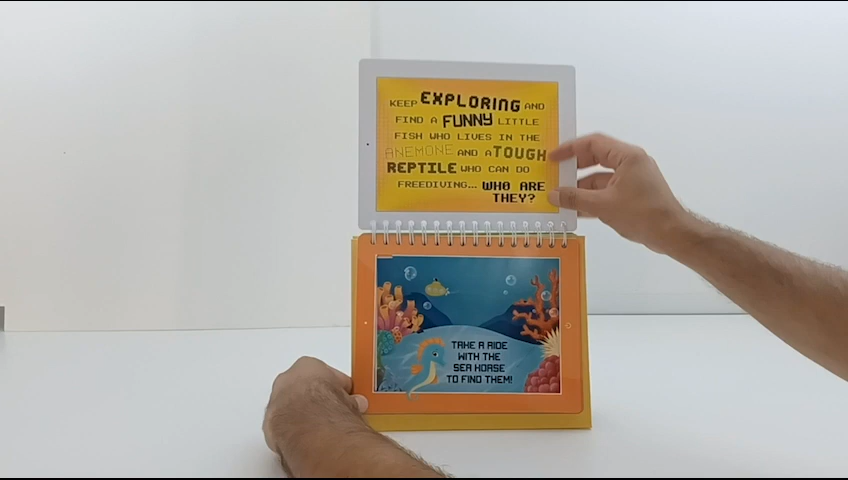 KEEP EXPLORING AND
FIND A FUNNY LITTLE
FISH WHO LIVES IN THE
ANEMONE AND A TOUGH
REPTILE WHO CAN DO
FREEDIVING... WHO ARE
THEY?
TAKE A RIDE
WITH THE
SEA HORSE
TO FIND THEM!